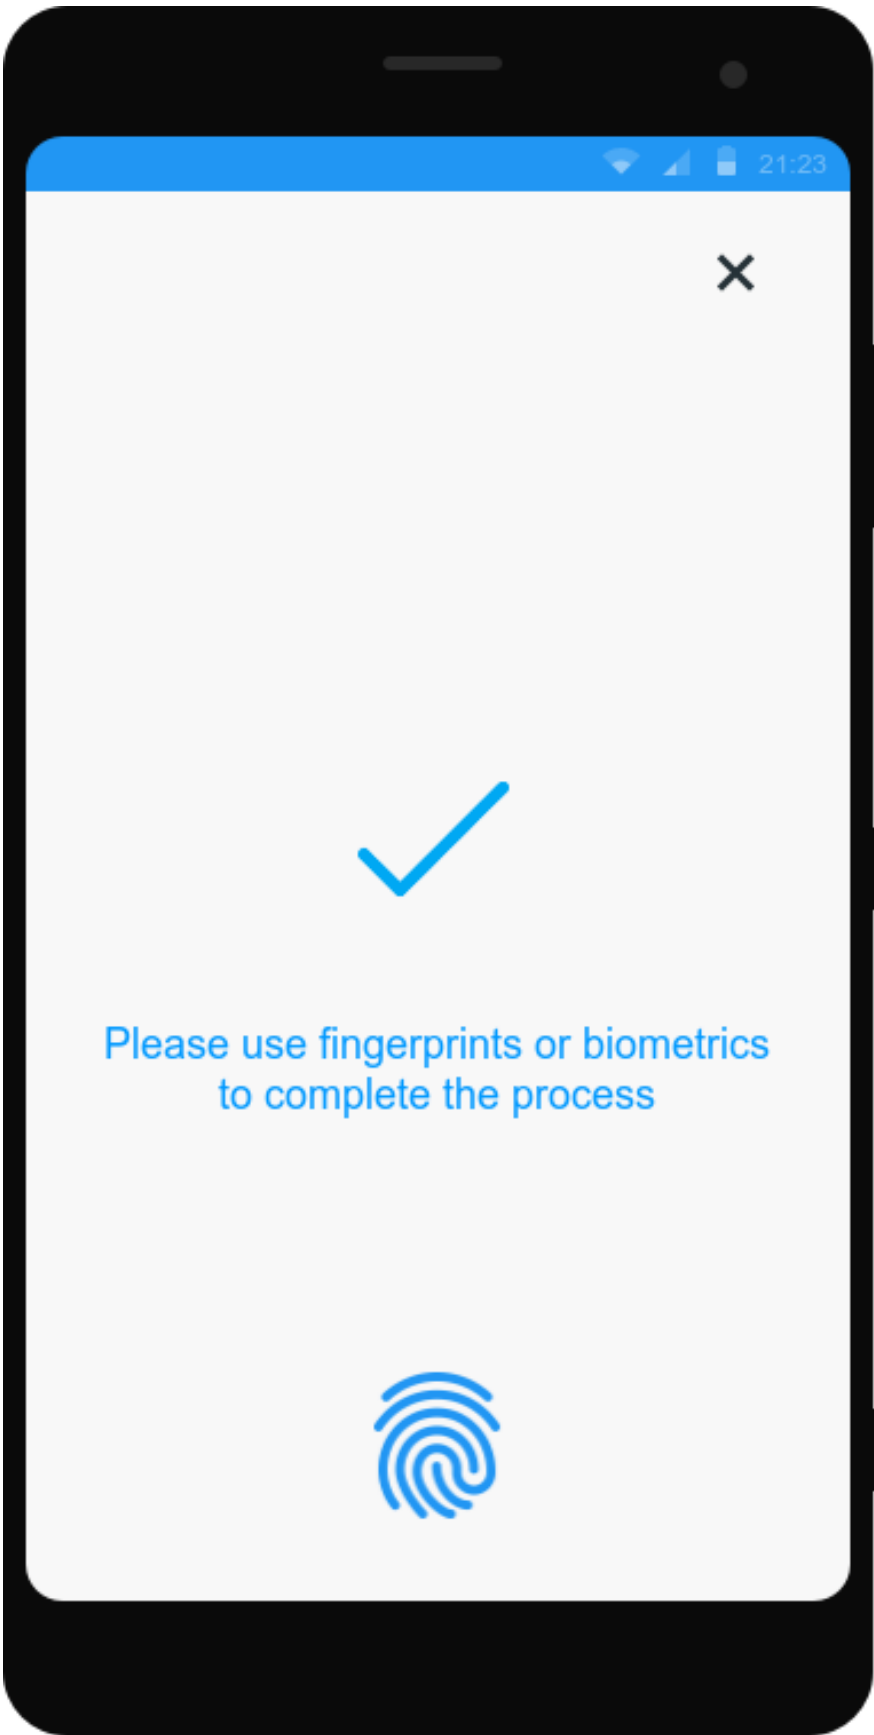 21:23
Please use fingerprints or biometrics
to complete the process